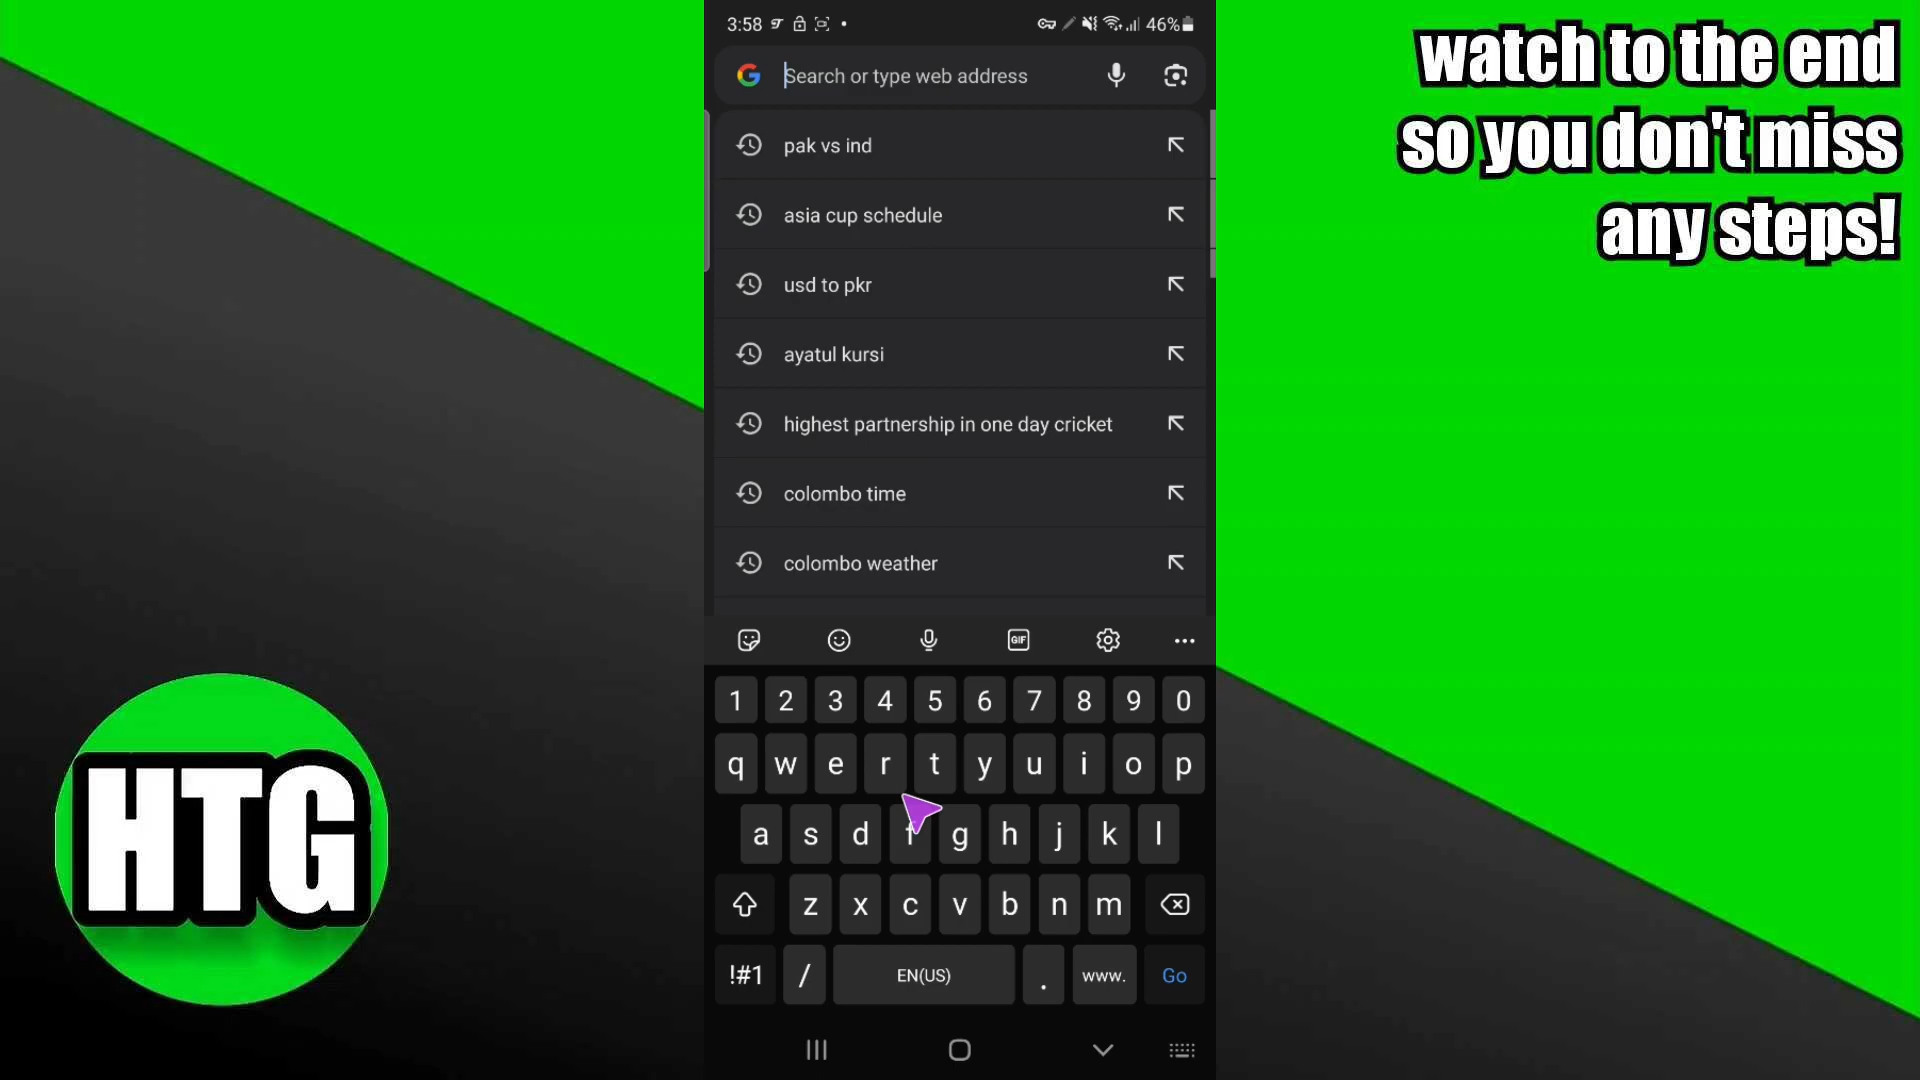 3:58
46%
Search or type web address
pak vs ind
asia cup schedule
usd to pkr
ayatul kursi
highest partnership in one day cricket
colombo time
colombo weather
GIF
1 2 3 4 5 6 7 8 9 0
q w e r t y u i o p
a s d f g h j k l
z x c v b n m
!#1 / EN(US) . www. Go
watch to the end
so you don't miss
any steps!
HTG